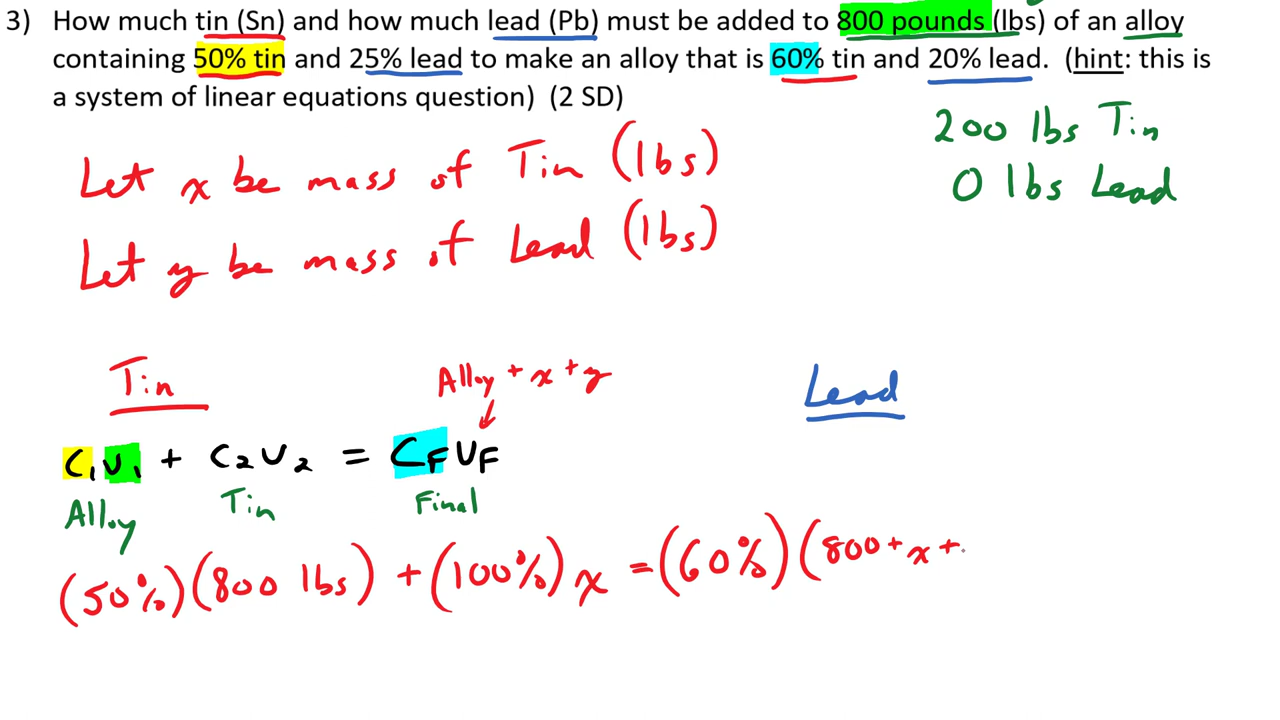 3) How much tin (Sn) and how much lead (Pb) must be added to 800 pounds (lbs) of an alloy
containing 50% tin and 25% lead to make an alloy that is 60% tin and 20% lead. (hint: this is
a system of linear equations question) (2 SD)
200 lbs Tin
0 lbs Lead
Let x be mass of Tin (lbs)
Let y be mass of Lead (lbs)
Tin
Alloy + x + y
Lead
C₁V₁ + C₂V₂ = C_F V_F
Alloy Tin Final
(50%)(800 lbs) + (100%)x = (60%)(800 + x +